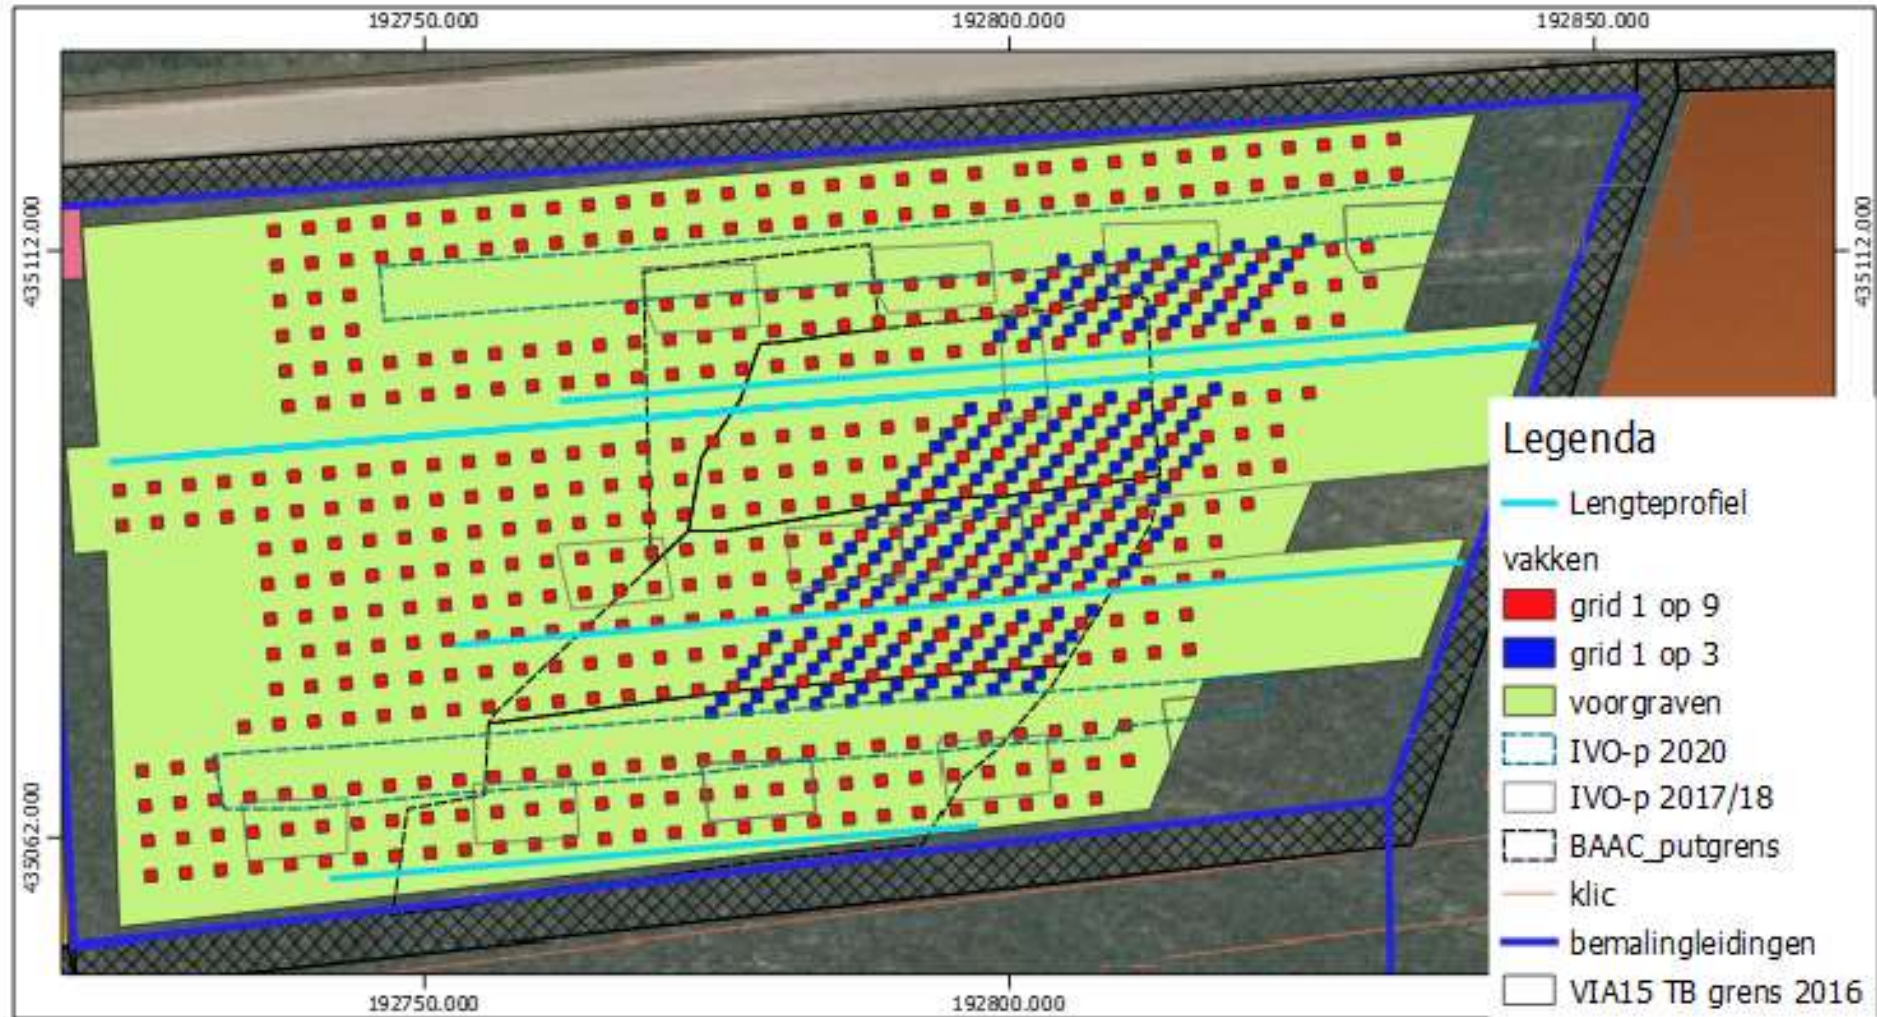 192750.000 192800.000 192850.000
435112.000 435112.000
435062.000
192750.000 192800.000
Legenda
Lengteprofiel
vakken
grid 1 op 9
grid 1 op 3
voorgraven
IVO-p 2020
IVO-p 2017/18
BAAC_putgrens
klic
bemalingleidingen
VIA15 TB grens 2016